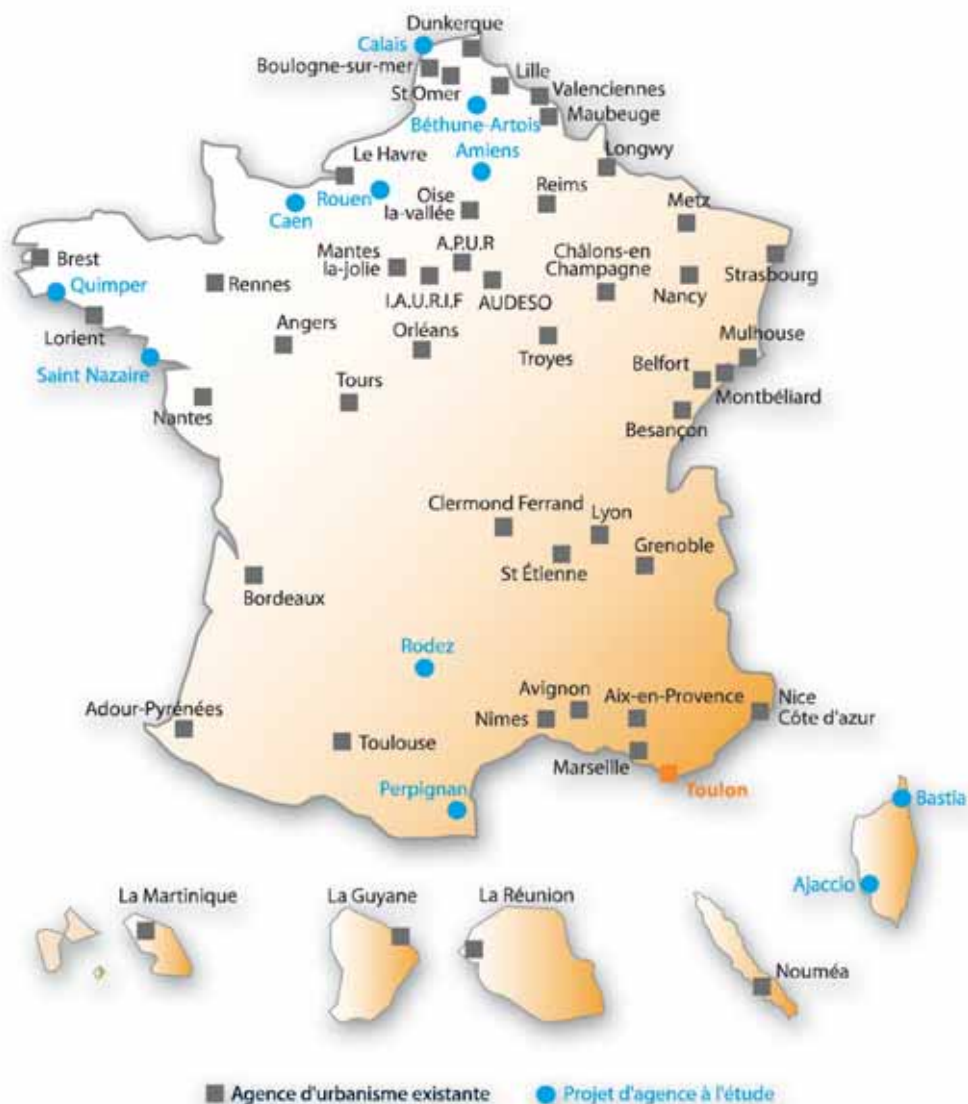 Dunkerque
Calais
Boulogne-sur-mer
St Omer
Lille
Valenciennes
Béthune-Artois
Maubeuge
Amiens
Longwy
Le Havre
Rouen
Caen
Oise
la-vallée
Reims
Metz
Brest
Quimper
Rennes
Mantes
la-jolie
A.P.U.R
I.A.U.R.I.F
AUDESO
Châlons-en
Champagne
Nancy
Strasbourg
Lorient
Angers
Orléans
Troyes
Mulhouse
Saint Nazaire
Tours
Belfort
Montbéliard
Nantes
Besançon
Clermond Ferrand
Lyon
St Étienne
Grenoble
Bordeaux
Rodez
Adour-Pyrénées
Toulouse
Avignon
Nîmes
Aix-en-Provence
Nice
Côte d'azur
Marseille
Toulon
Perpignan
Bastia
Ajaccio
La Martinique
La Guyane
La Réunion
Nouméa
Agence d'urbanisme existante
Projet d'agence à l'étude